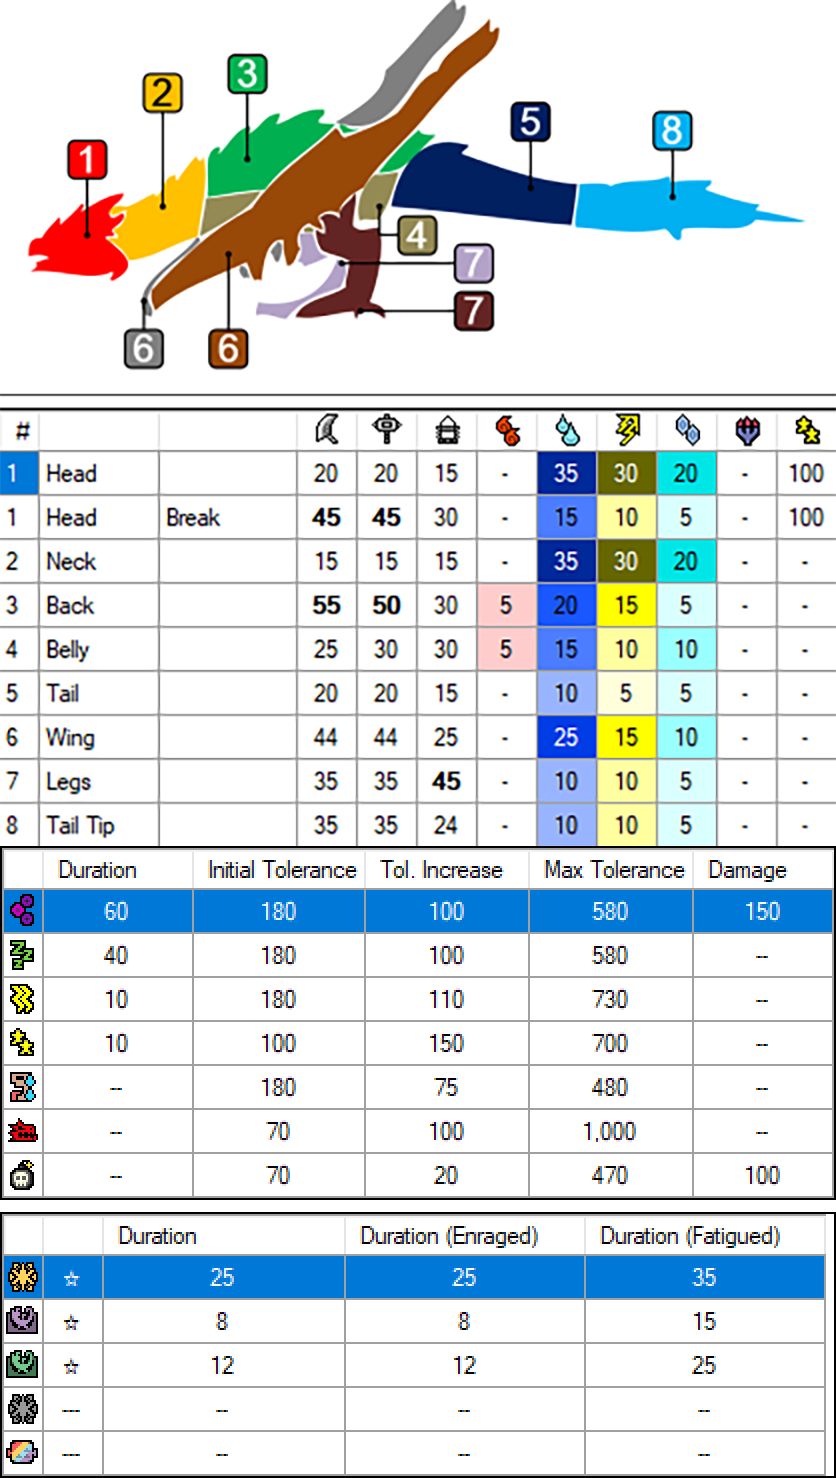 3
2
5
8
1
4
7
7
6
6
#
1 Head 20 20 15 - 35 30 20 - 100
1 Head Break 45 45 30 - 15 10 5 - 100
2 Neck 15 15 15 - 35 30 20 - -
3 Back 55 50 30 5 20 15 5 - -
4 Belly 25 30 30 5 15 10 10 - -
5 Tail 20 20 15 - 10 5 5 - -
6 Wing 44 44 25 - 25 15 10 - -
7 Legs 35 35 45 - 10 10 5 - -
8 Tail Tip 35 35 24 - 10 10 5 - -
Duration Initial Tolerance Tol. Increase Max Tolerance Damage
60 180 100 580 150
40 180 100 580 --
10 180 110 730 --
10 100 150 700 --
-- 180 75 480 --
-- 70 100 1,000 --
-- 70 20 470 100
Duration Duration (Enraged) Duration (Fatigued)
☆ 25 25 35
☆ 8 8 15
☆ 12 12 25
--- -- -- --
--- -- -- --